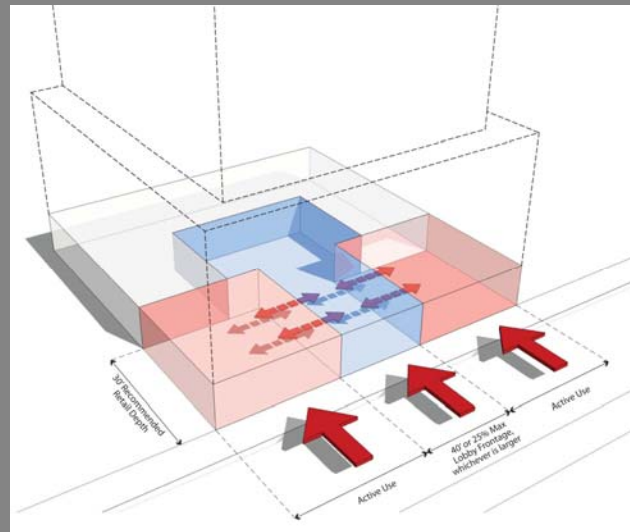 30' Recommended
Retail Depth
Active Use
40' or 25% Max
Lobby Frontage,
whichever is larger
Active Use